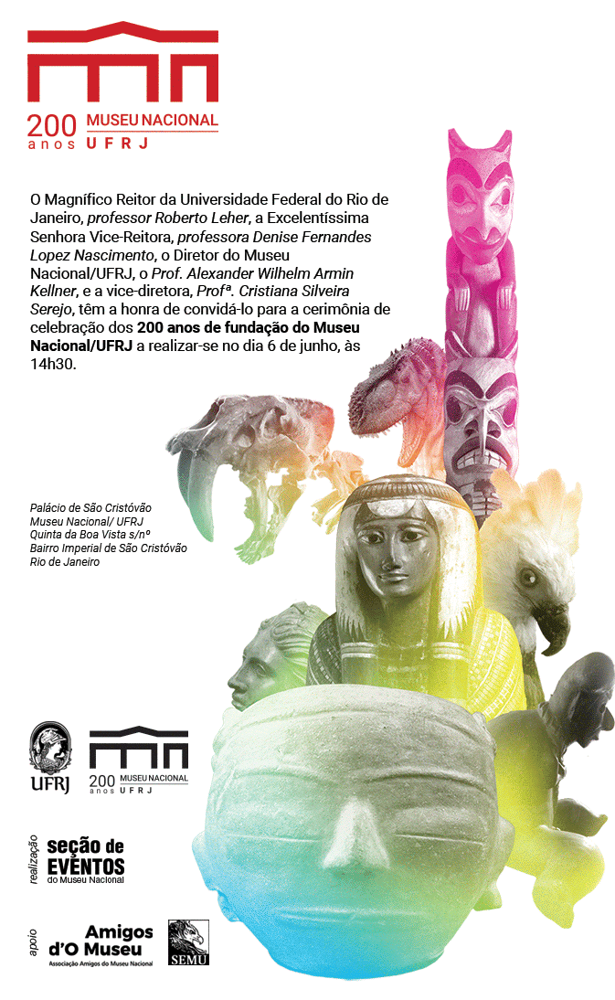 200 MUSEU NACIONAL
anos UFRJ
O Magnífico Reitor da Universidade Federal do Rio de
Janeiro, professor Roberto Leher, a Excelentíssima
Senhora Vice-Reitora, professora Denise Fernandes
Lopez Nascimento, o Diretor do Museu
Nacional/UFRJ, o Prof. Alexander Wilhelm Armin
Kellner, e a vice-diretora, Profª. Cristiana Silveira
Serejo, têm a honra de convidá-lo para a cerimônia de
celebração dos 200 anos de fundação do Museu
Nacional/UFRJ a realizar-se no dia 6 de junho, às
14h30.
Palácio de São Cristóvão
Museu Nacional/ UFRJ
Quinta da Boa Vista s/nº
Bairro Imperial de São Cristóvão
Rio de Janeiro
UFRJ
200 MUSEU NACIONAL
anos UFRJ
realização
seção de
EVENTOS
do Museu Nacional
apoio
Amigos
d'O Museu
Associação Amigos do Museu Nacional
SEMU